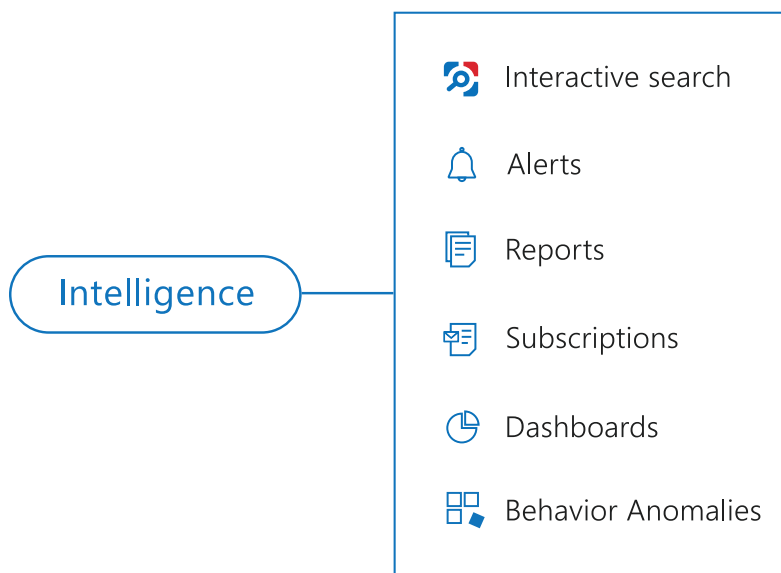 Intelligence
Interactive search
Alerts
Reports
Subscriptions
Dashboards
Behavior Anomalies